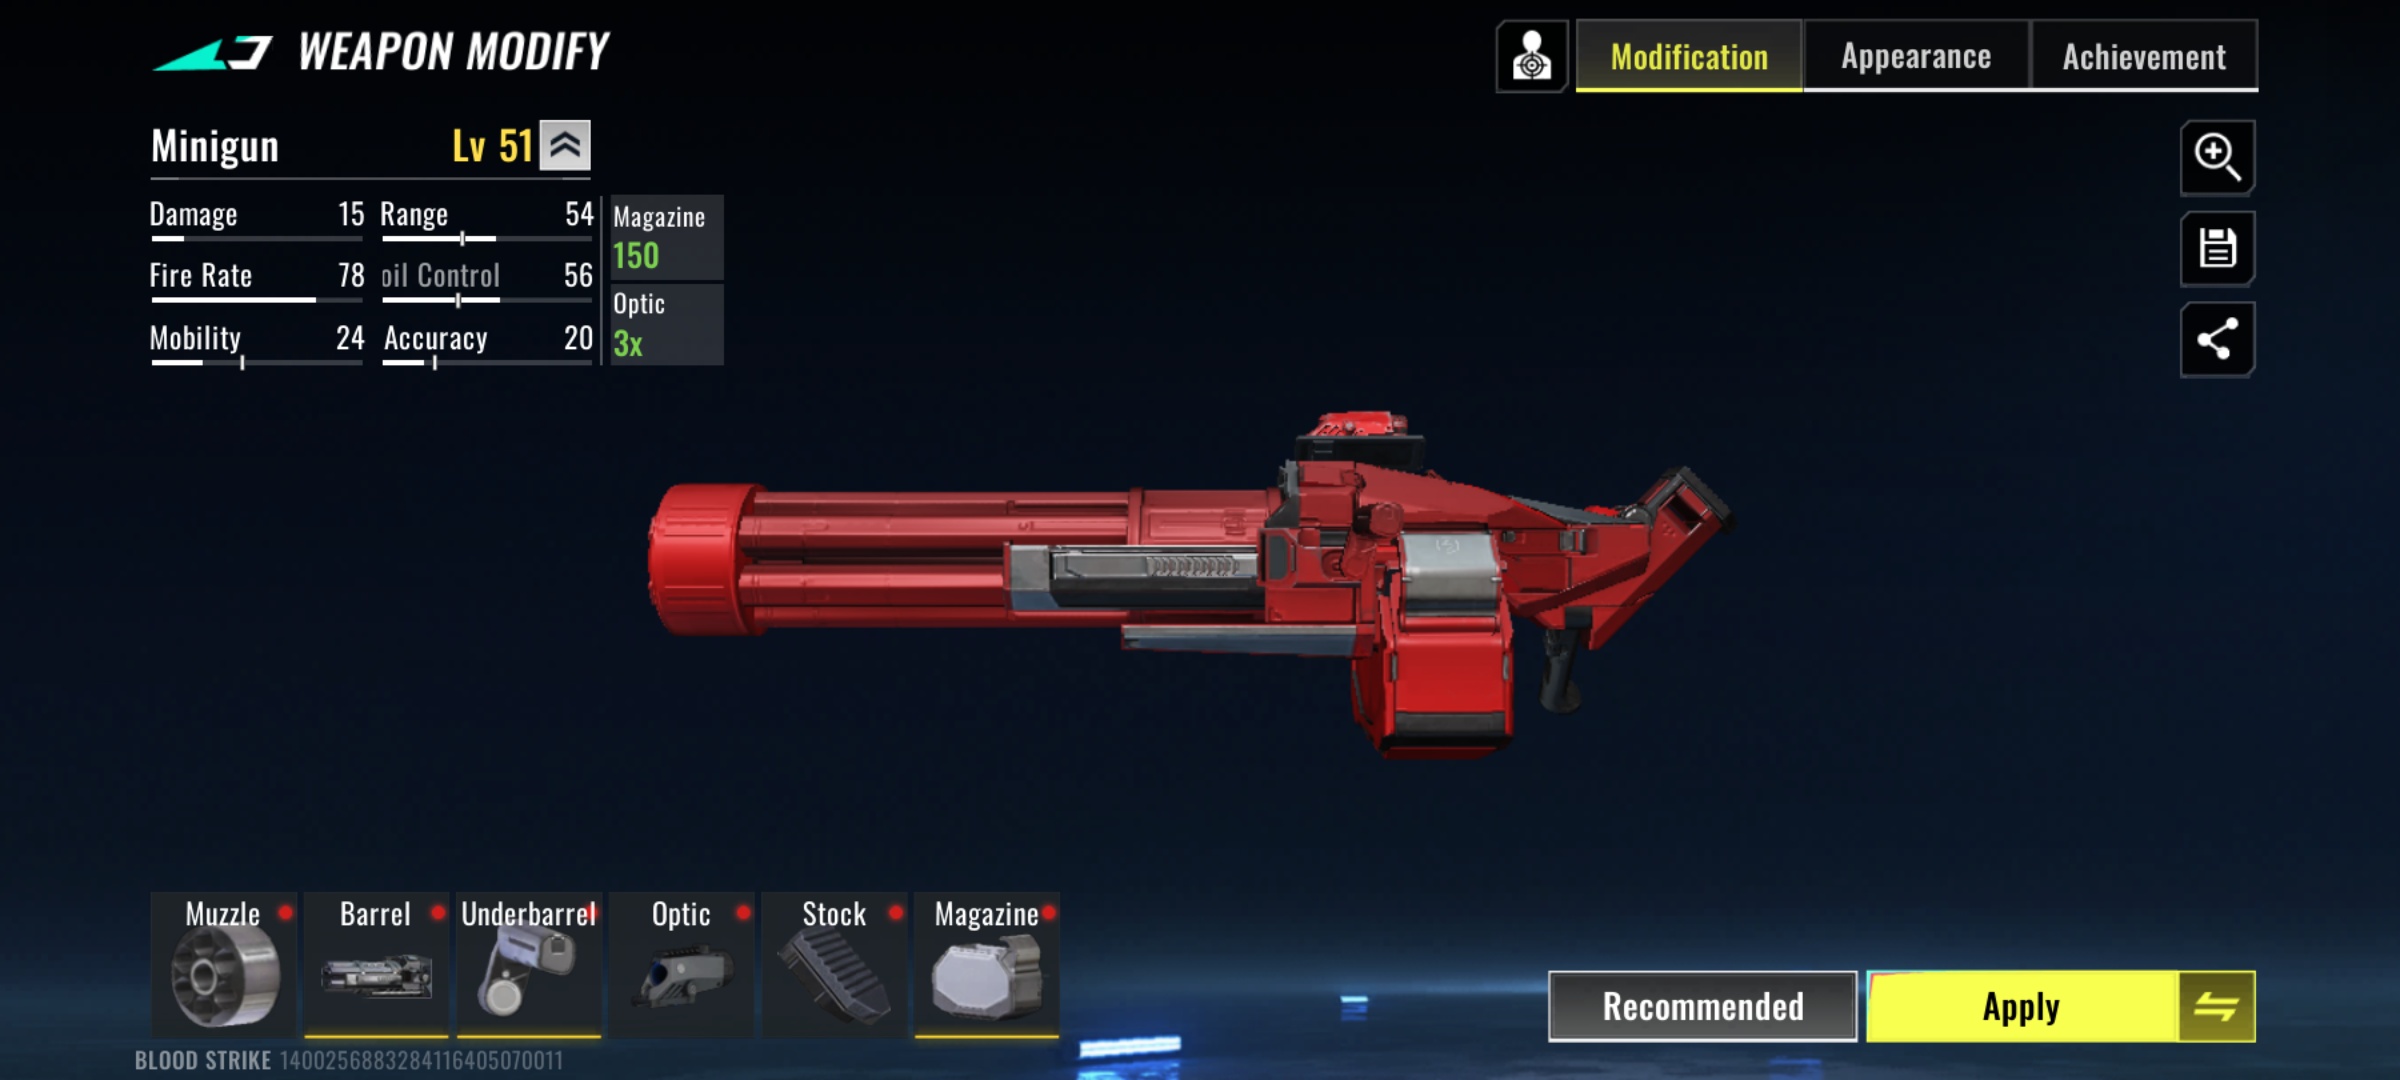 WEAPON MODIFY
Modification
Appearance
Achievement
Minigun Lv 51
Damage 15 Range 54
Magazine
150
Fire Rate 78 oil Control 56
Optic
3x
Mobility 24 Accuracy 20
Muzzle
Barrel
Underbarrel
Optic
Stock
Magazine
Recommended
Apply
BLOOD STRIKE 1400256883284116405070011